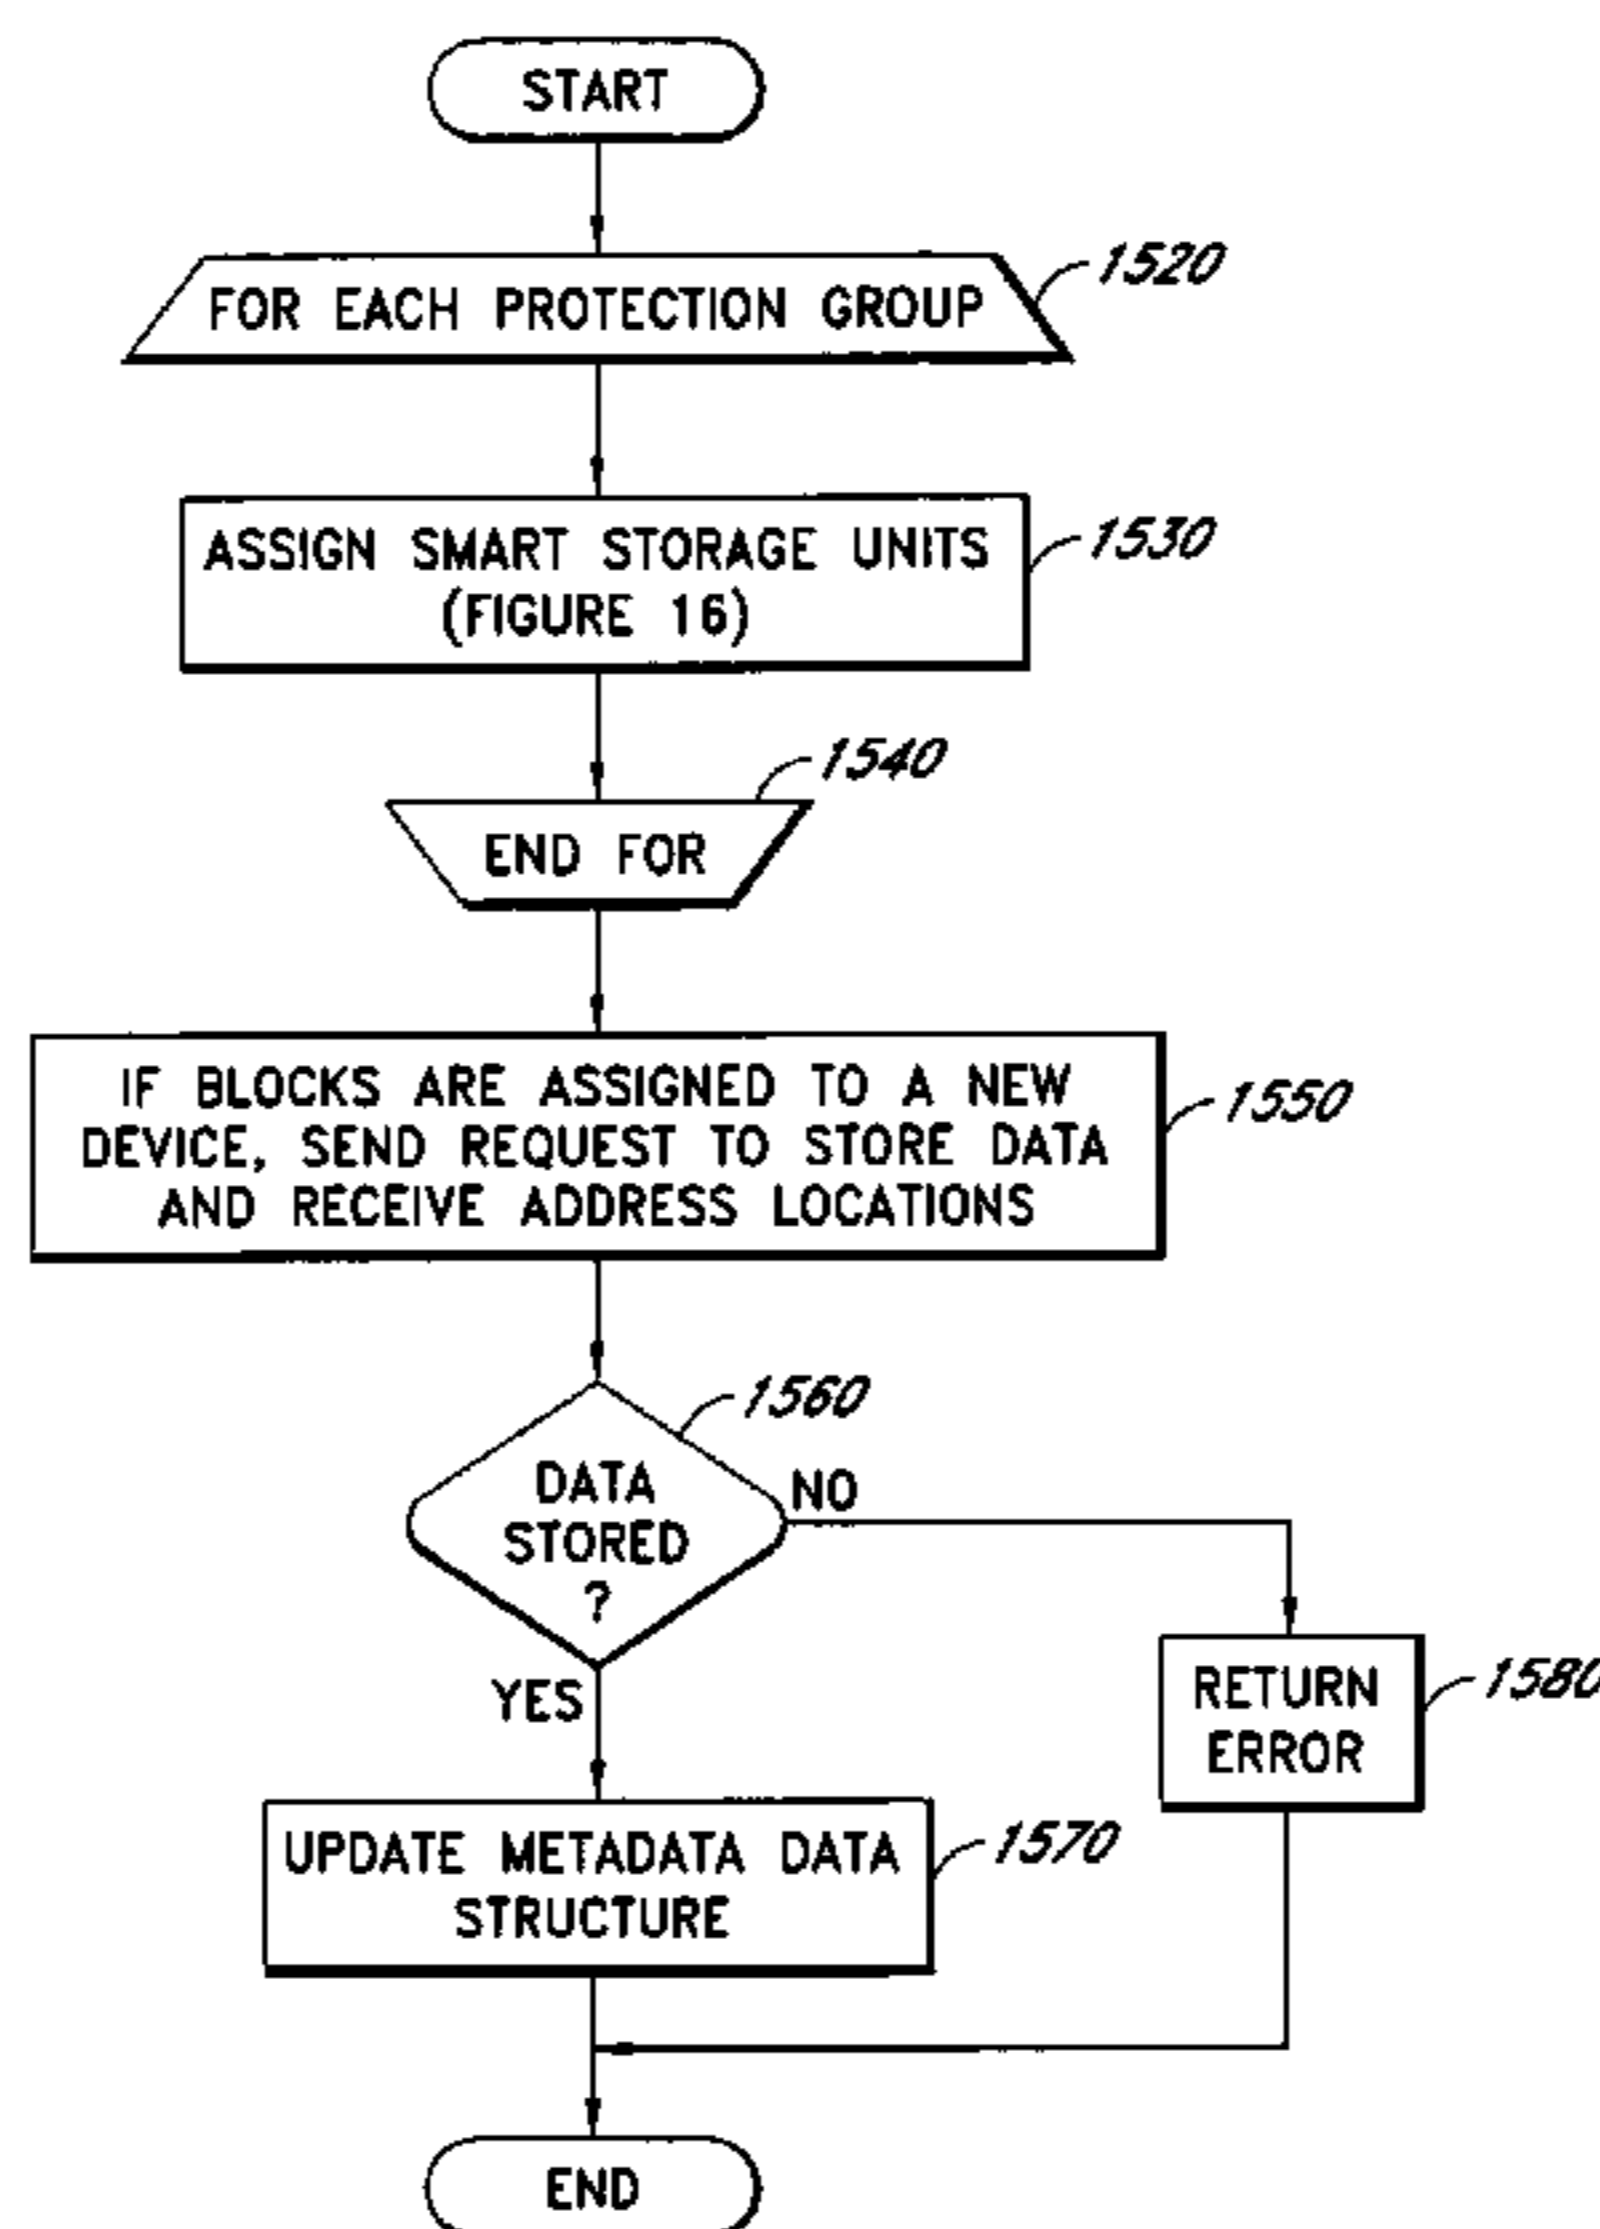 START
FOR EACH PROTECTION GROUP
1520
ASSIGN SMART STORAGE UNITS
(FIGURE 16)
1530
1540
END FOR
IF BLOCKS ARE ASSIGNED TO A NEW
DEVICE, SEND REQUEST TO STORE DATA
AND RECEIVE ADDRESS LOCATIONS
1550
1560
DATA
STORED
?
NO
YES
RETURN
ERROR
1580
UPDATE METADATA DATA
STRUCTURE
1570
END